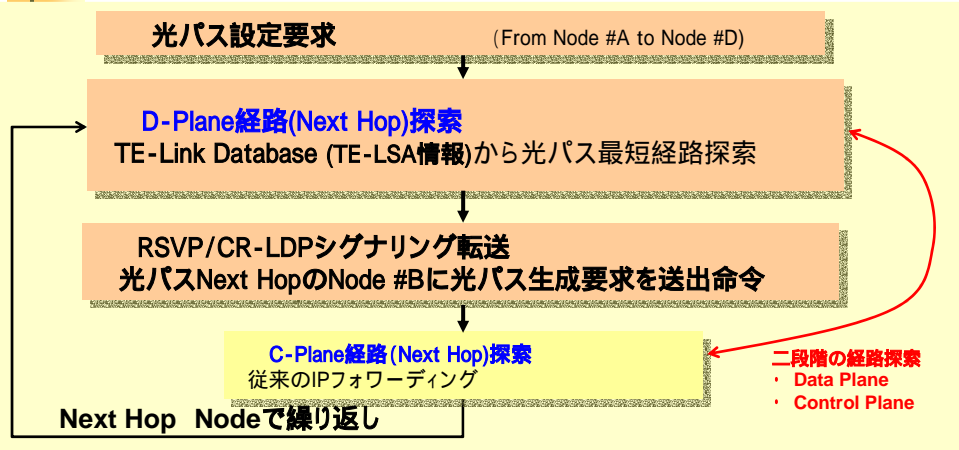 光パス設定要求 (From Node #A to Node #D)
D-Plane経路(Next Hop)探索
TE-Link Database (TE-LSA情報)から光パス最短経路探索
RSVP/CR-LDPシグナリング転送
光パスNext HopのNode #Bに光パス生成要求を送出命令
C-Plane経路(Next Hop)探索
従来のIPフォワーディング
Next Hop Nodeで繰り返し
二段階の経路探索
・ Data Plane
・ Control Plane